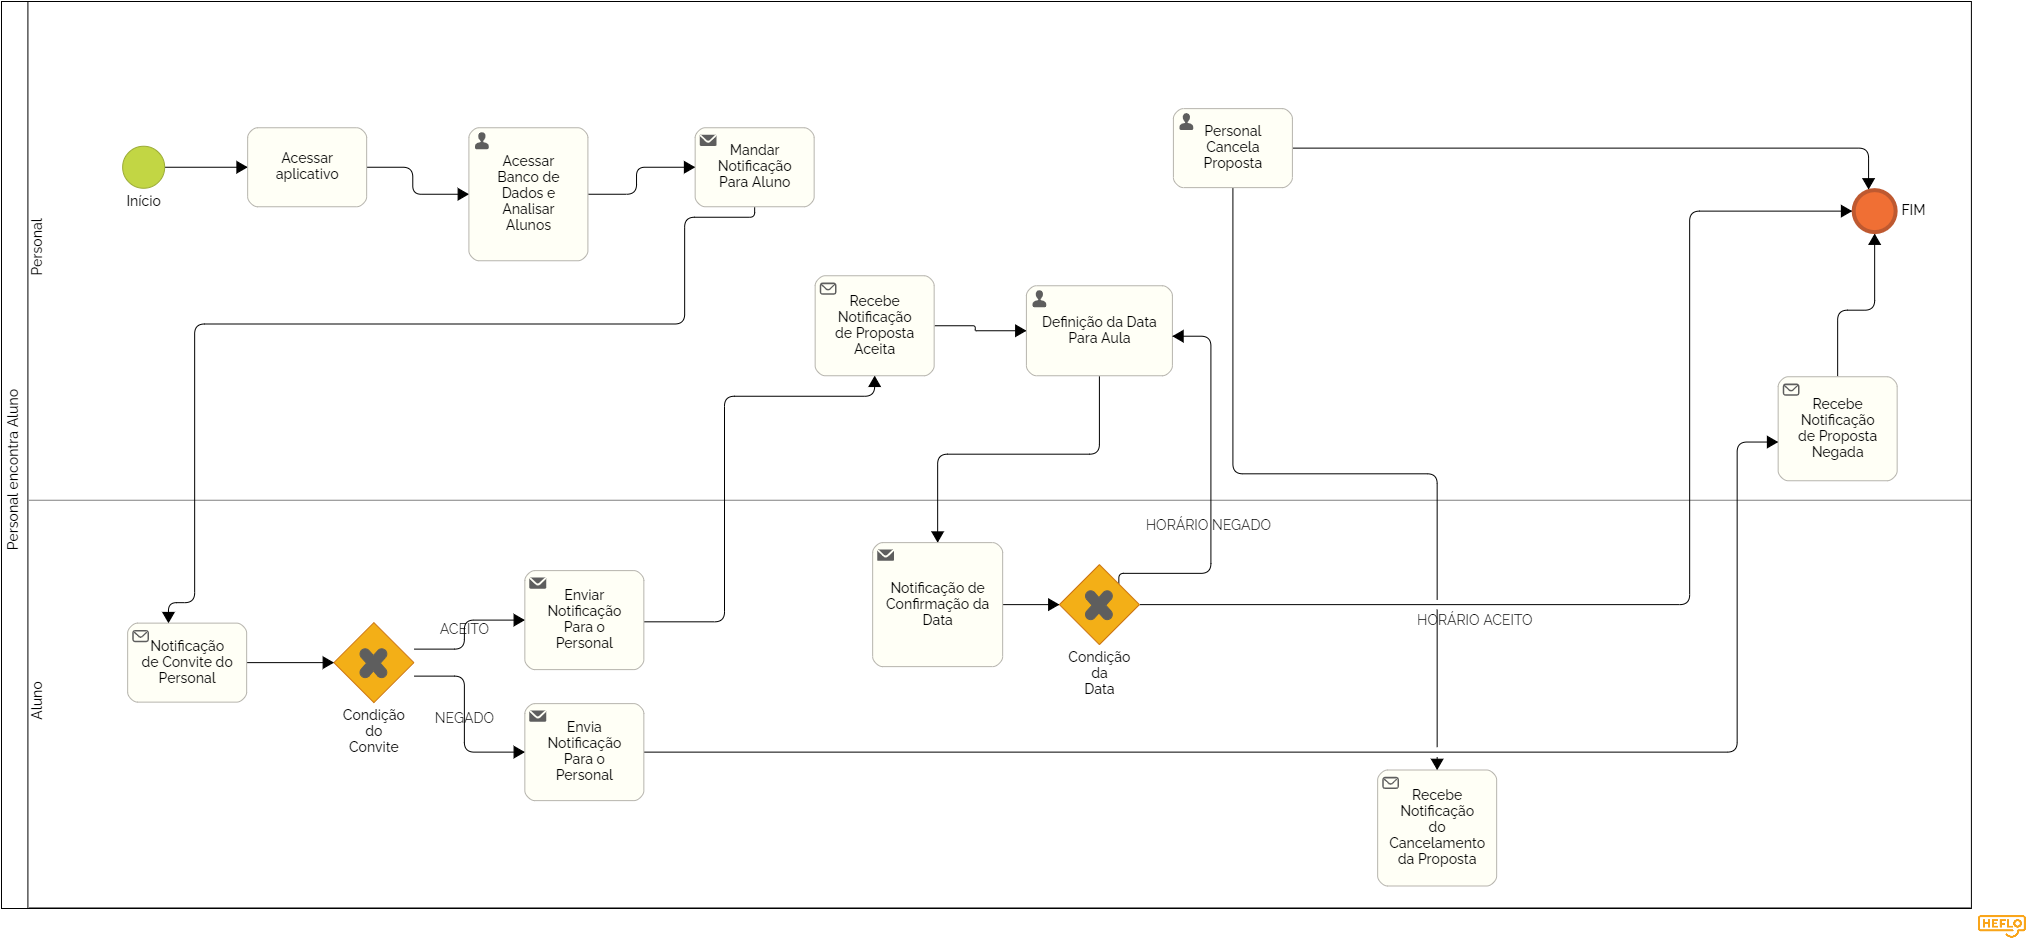 Personal encontra Aluno
Personal
Início
Acessar
aplicativo
Acessar
Banco de
Dados e
Analisar
Alunos
Mandar
Notificação
Para Aluno
Personal
Cancela
Proposta
FIM
Recebe
Notificação
de Proposta
Aceita
Definição da Data
Para Aula
Recebe
Notificação
de Proposta
Negada
Aluno
Notificação
de Convite do
Personal
Condição
do
Convite
ACEITO
NEGADO
Enviar
Notificação
Para o
Personal
Envia
Notificação
Para o
Personal
Notificação de
Confirmação da
Data
Condição
da
Data
HORÁRIO NEGADO
HORÁRIO ACEITO
Recebe
Notificação
do
Cancelamento
da Proposta
HEFLO